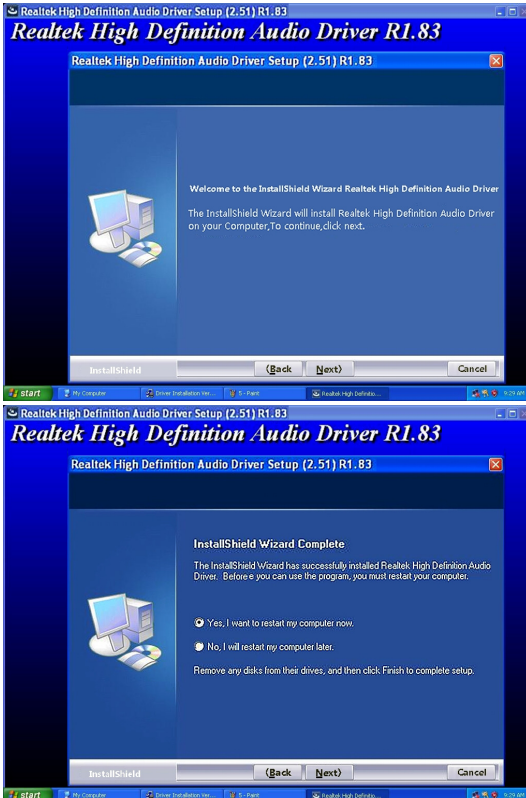 Realtek High Definition Audio Driver Setup (2.51) R1.83
Realtek High Definition Audio Driver R1.83
Realtek High Definition Audio Driver Setup (2.51) R1.83
Welcome to the InstallShield Wizard Realtek High Definition Audio Driver
The InstallShield Wizard will install Realtek High Definition Audio Driver
on your Computer,To continue,click next.
InstallShield
(Back Next) Cancel
start My Computer Driver Installation Ver... 5 - Paint Realtek High Definitio... 9:29 AM
Realtek High Definition Audio Driver Setup (2.51) R1.83
Realtek High Definition Audio Driver R1.83
Realtek High Definition Audio Driver Setup (2.51) R1.83
InstallShield Wizard Complete
The InstallShield Wizard has successfully installed Realtek High Definition Audio
Driver. Before you can use the program, you must restart your computer.
Yes, I want to restart my computer now.
No, I will restart my computer later.
Remove any disks from their drives, and then click Finish to complete setup.
InstallShield
(Back Next) Cancel
start My Computer Driver Installation Ver... 5 - Paint Realtek High Definitio... 9:29 AM